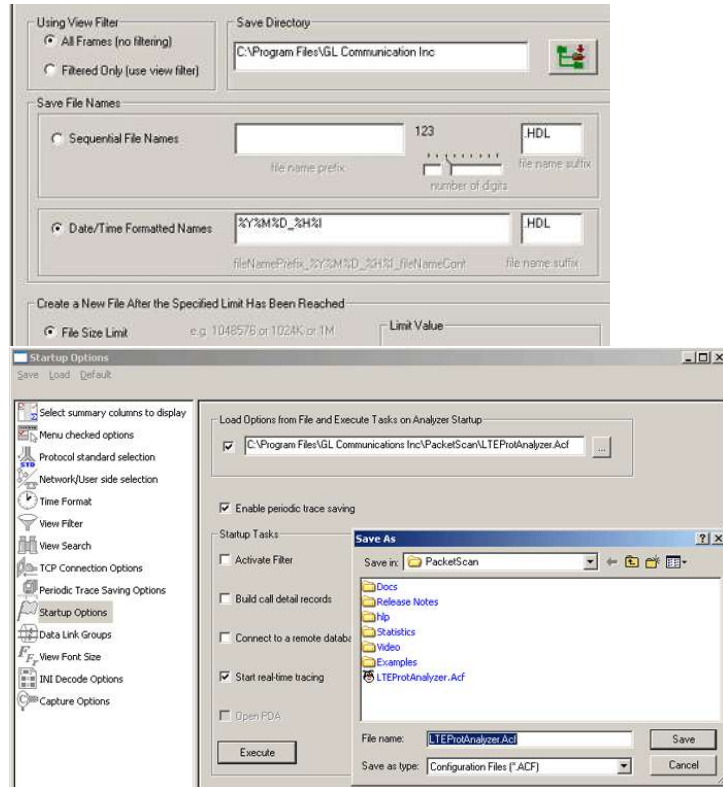 Using View Filter
All Frames (no filtering)
Filtered Only (use view filter)
Save Directory
C:\Program Files\GL Communication Inc
Save File Names
Sequential File Names
123
.HDL
file name prefix
number of digits
file name suffix
Date/Time Formatted Names
%Y%M%D_%H%I
.HDL
fileNamePrefix_%Y%M%D_%H%I_fileNameCont
file name suffix
Create a New File After the Specified Limit Has Been Reached
File Size Limit
e.g. 1048576 or 1024K or 1M
Limit Value
Startup Options
Save Load Default
Select summary columns to display
Menu checked options
Protocol standard selection
Network/User side selection
Time Format
View Filter
View Search
TCP Connection Options
Periodic Trace Saving Options
Startup Options
Data Link Groups
View Font Size
INI Decode Options
Capture Options
Load Options from File and Execute Tasks on Analyzer Startup
C:\Program Files\GL Communications Inc\PacketScan\LTEProtAnalyzer.Acf
...
Enable periodic trace saving
Startup Tasks
Activate Filter
Build call detail records
Connect to a remote databa
Start real-time tracing
Open PDA
Execute
Save As
Save in:
PacketScan
Docs
Release Notes
hlp
Statistics
Video
Examples
LTEProtAnalyzer.Acf
File name:
LTEProtAnalyzer.Acf
Save
Save as type:
Configuration Files (*.ACF)
Cancel